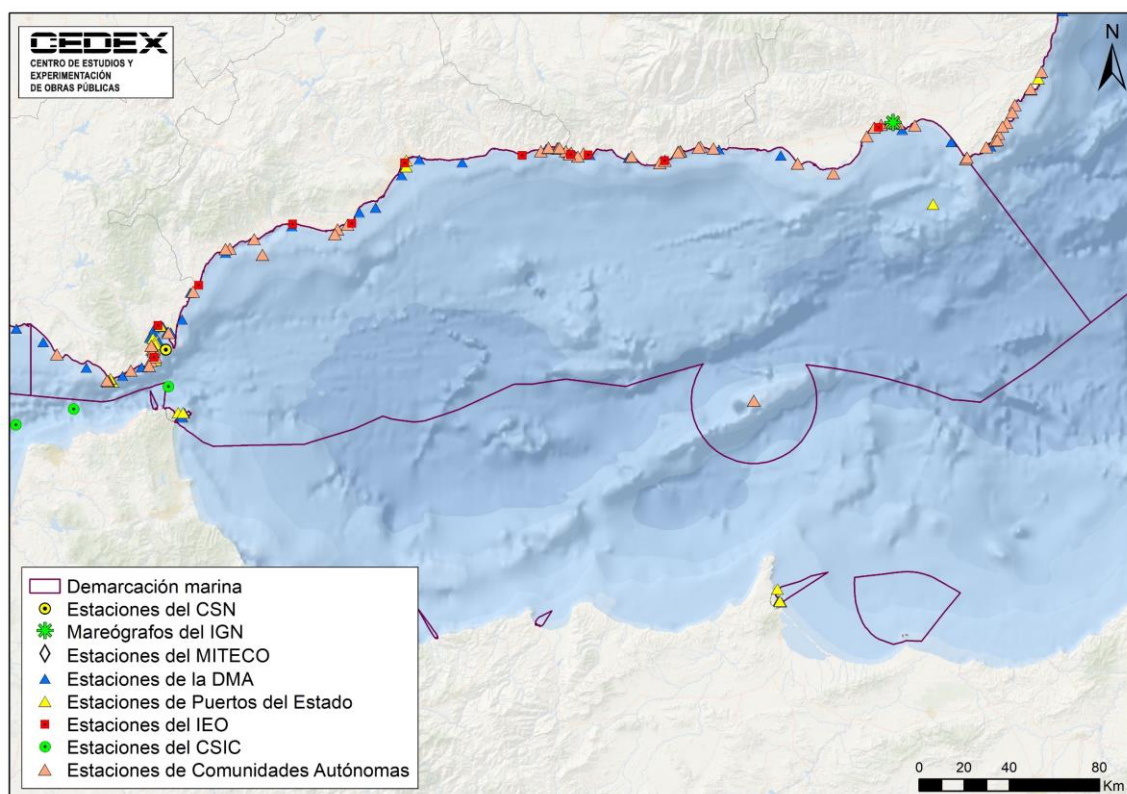 CEDEX
CENTRO DE ESTUDIOS Y
EXPERIMENTACIÓN
DE OBRAS PÚBLICAS
N
Demarcación marina
Estaciones del CSN
Mareógrafos del IGN
Estaciones del MITECO
Estaciones de la DMA
Estaciones de Puertos del Estado
Estaciones del IEO
Estaciones del CSIC
Estaciones de Comunidades Autónomas
0 20 40 80
Km